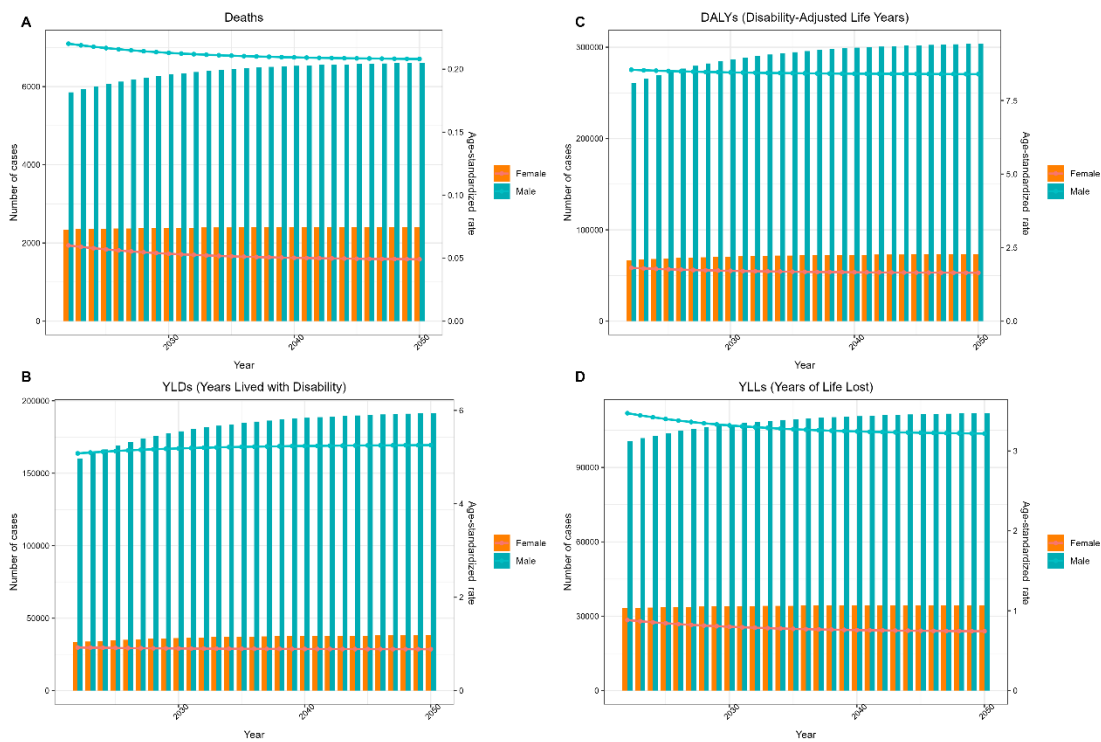 A
Deaths
Number of cases
6000
4000
2000
0
0.20
0.15
0.10
0.05
0.00
Age-standardized rate
2030
2040
2050
Year
Female
Male
C
DALYs (Disability-Adjusted Life Years)
Number of cases
300000
200000
100000
0
7.5
5.0
2.5
0.0
Age-standardized rate
2030
2040
2050
Year
Female
Male
B
YLDs (Years Lived with Disability)
Number of cases
200000
150000
100000
50000
0
6
4
2
0
Age-standardized rate
2030
2040
2050
Year
Female
Male
D
YLLs (Years of Life Lost)
Number of cases
90000
60000
30000
0
3
2
1
0
Age-standardized rate
2030
2040
2050
Year
Female
Male